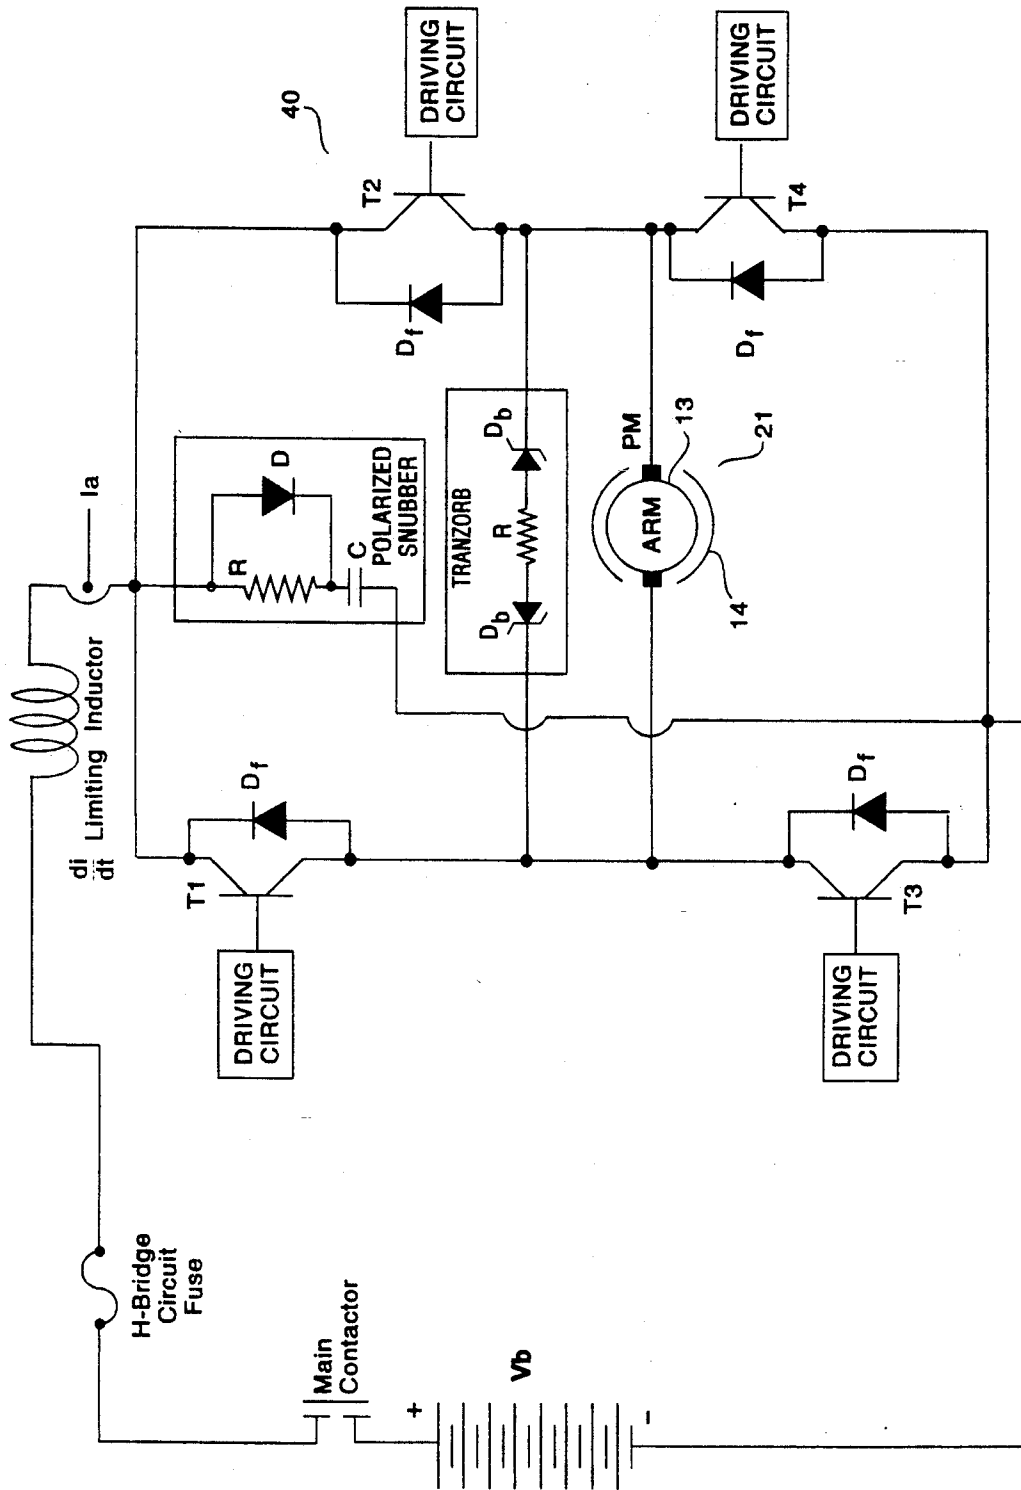 Vb
+
-
Main
Contactor
H-Bridge
Circuit
Fuse
di
dt
Limiting Inductor
Ia
DRIVING
CIRCUIT
T1
Df
R
D
C
POLARIZED
SNUBBER
40
T2
Df
DRIVING
CIRCUIT
TRANZORB
Db
R
Db
PM
ARM
13
14
21
DRIVING
CIRCUIT
T3
Df
Df
T4
DRIVING
CIRCUIT